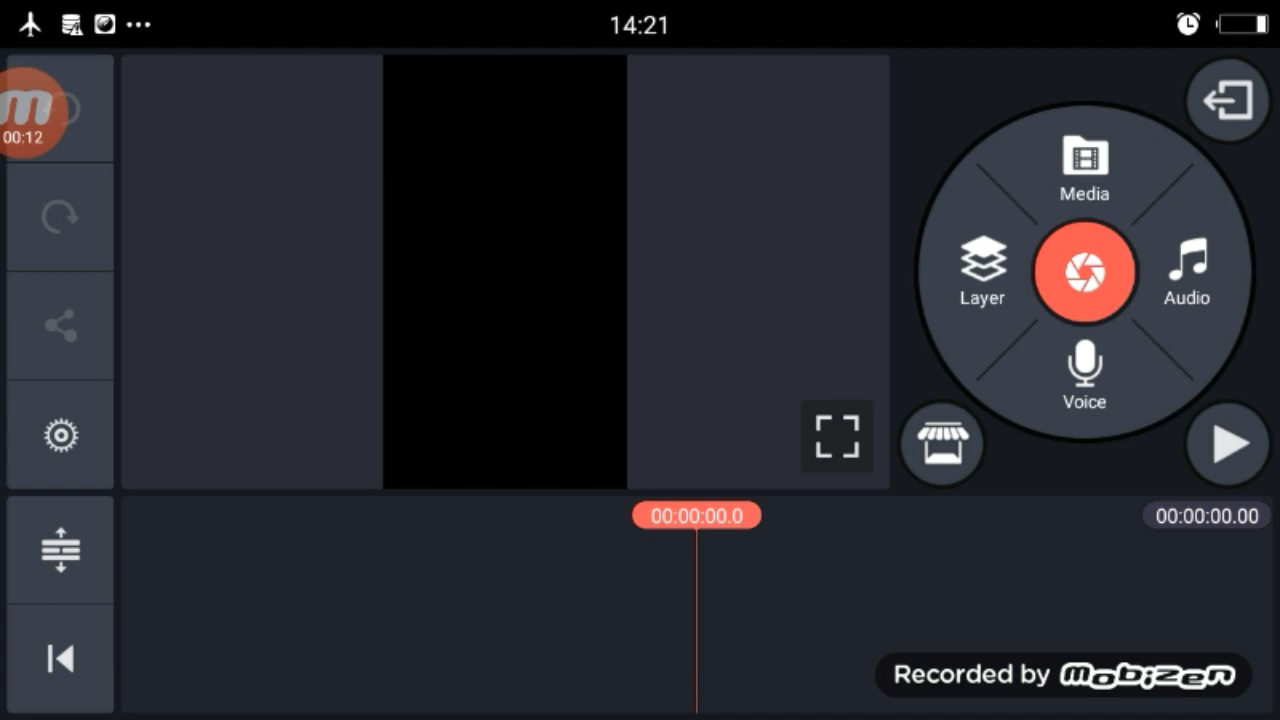 14:21
m
00:12
Media
Layer
Audio
Voice
00:00:00.0
00:00:00.00
Recorded by mobizen